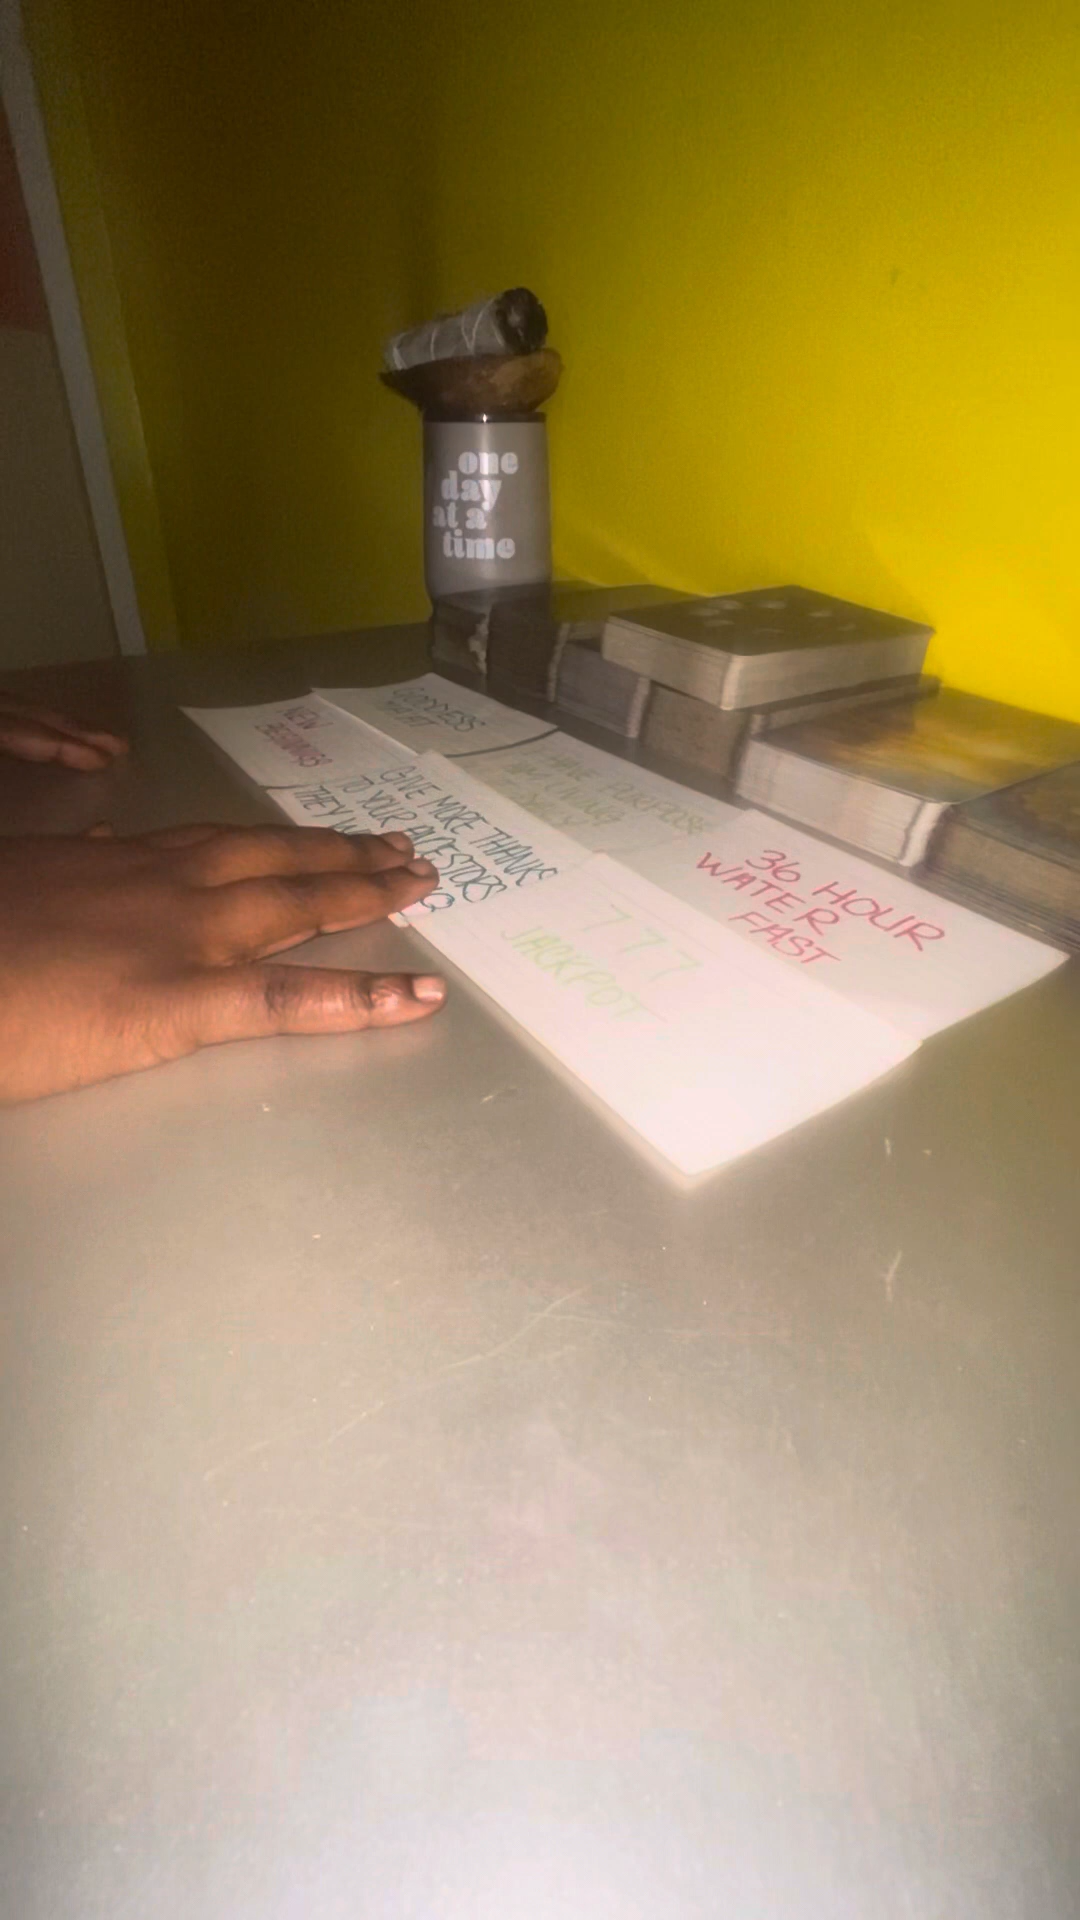 one
day
at a
time
GODDESS
NEW
BEGINNINGS
GIVE MORE THANKS
TO YOUR ANCESTORS
THEY
HAVE PURPOSE
36 HOUR
WATER
FAST
777
JACKPOT